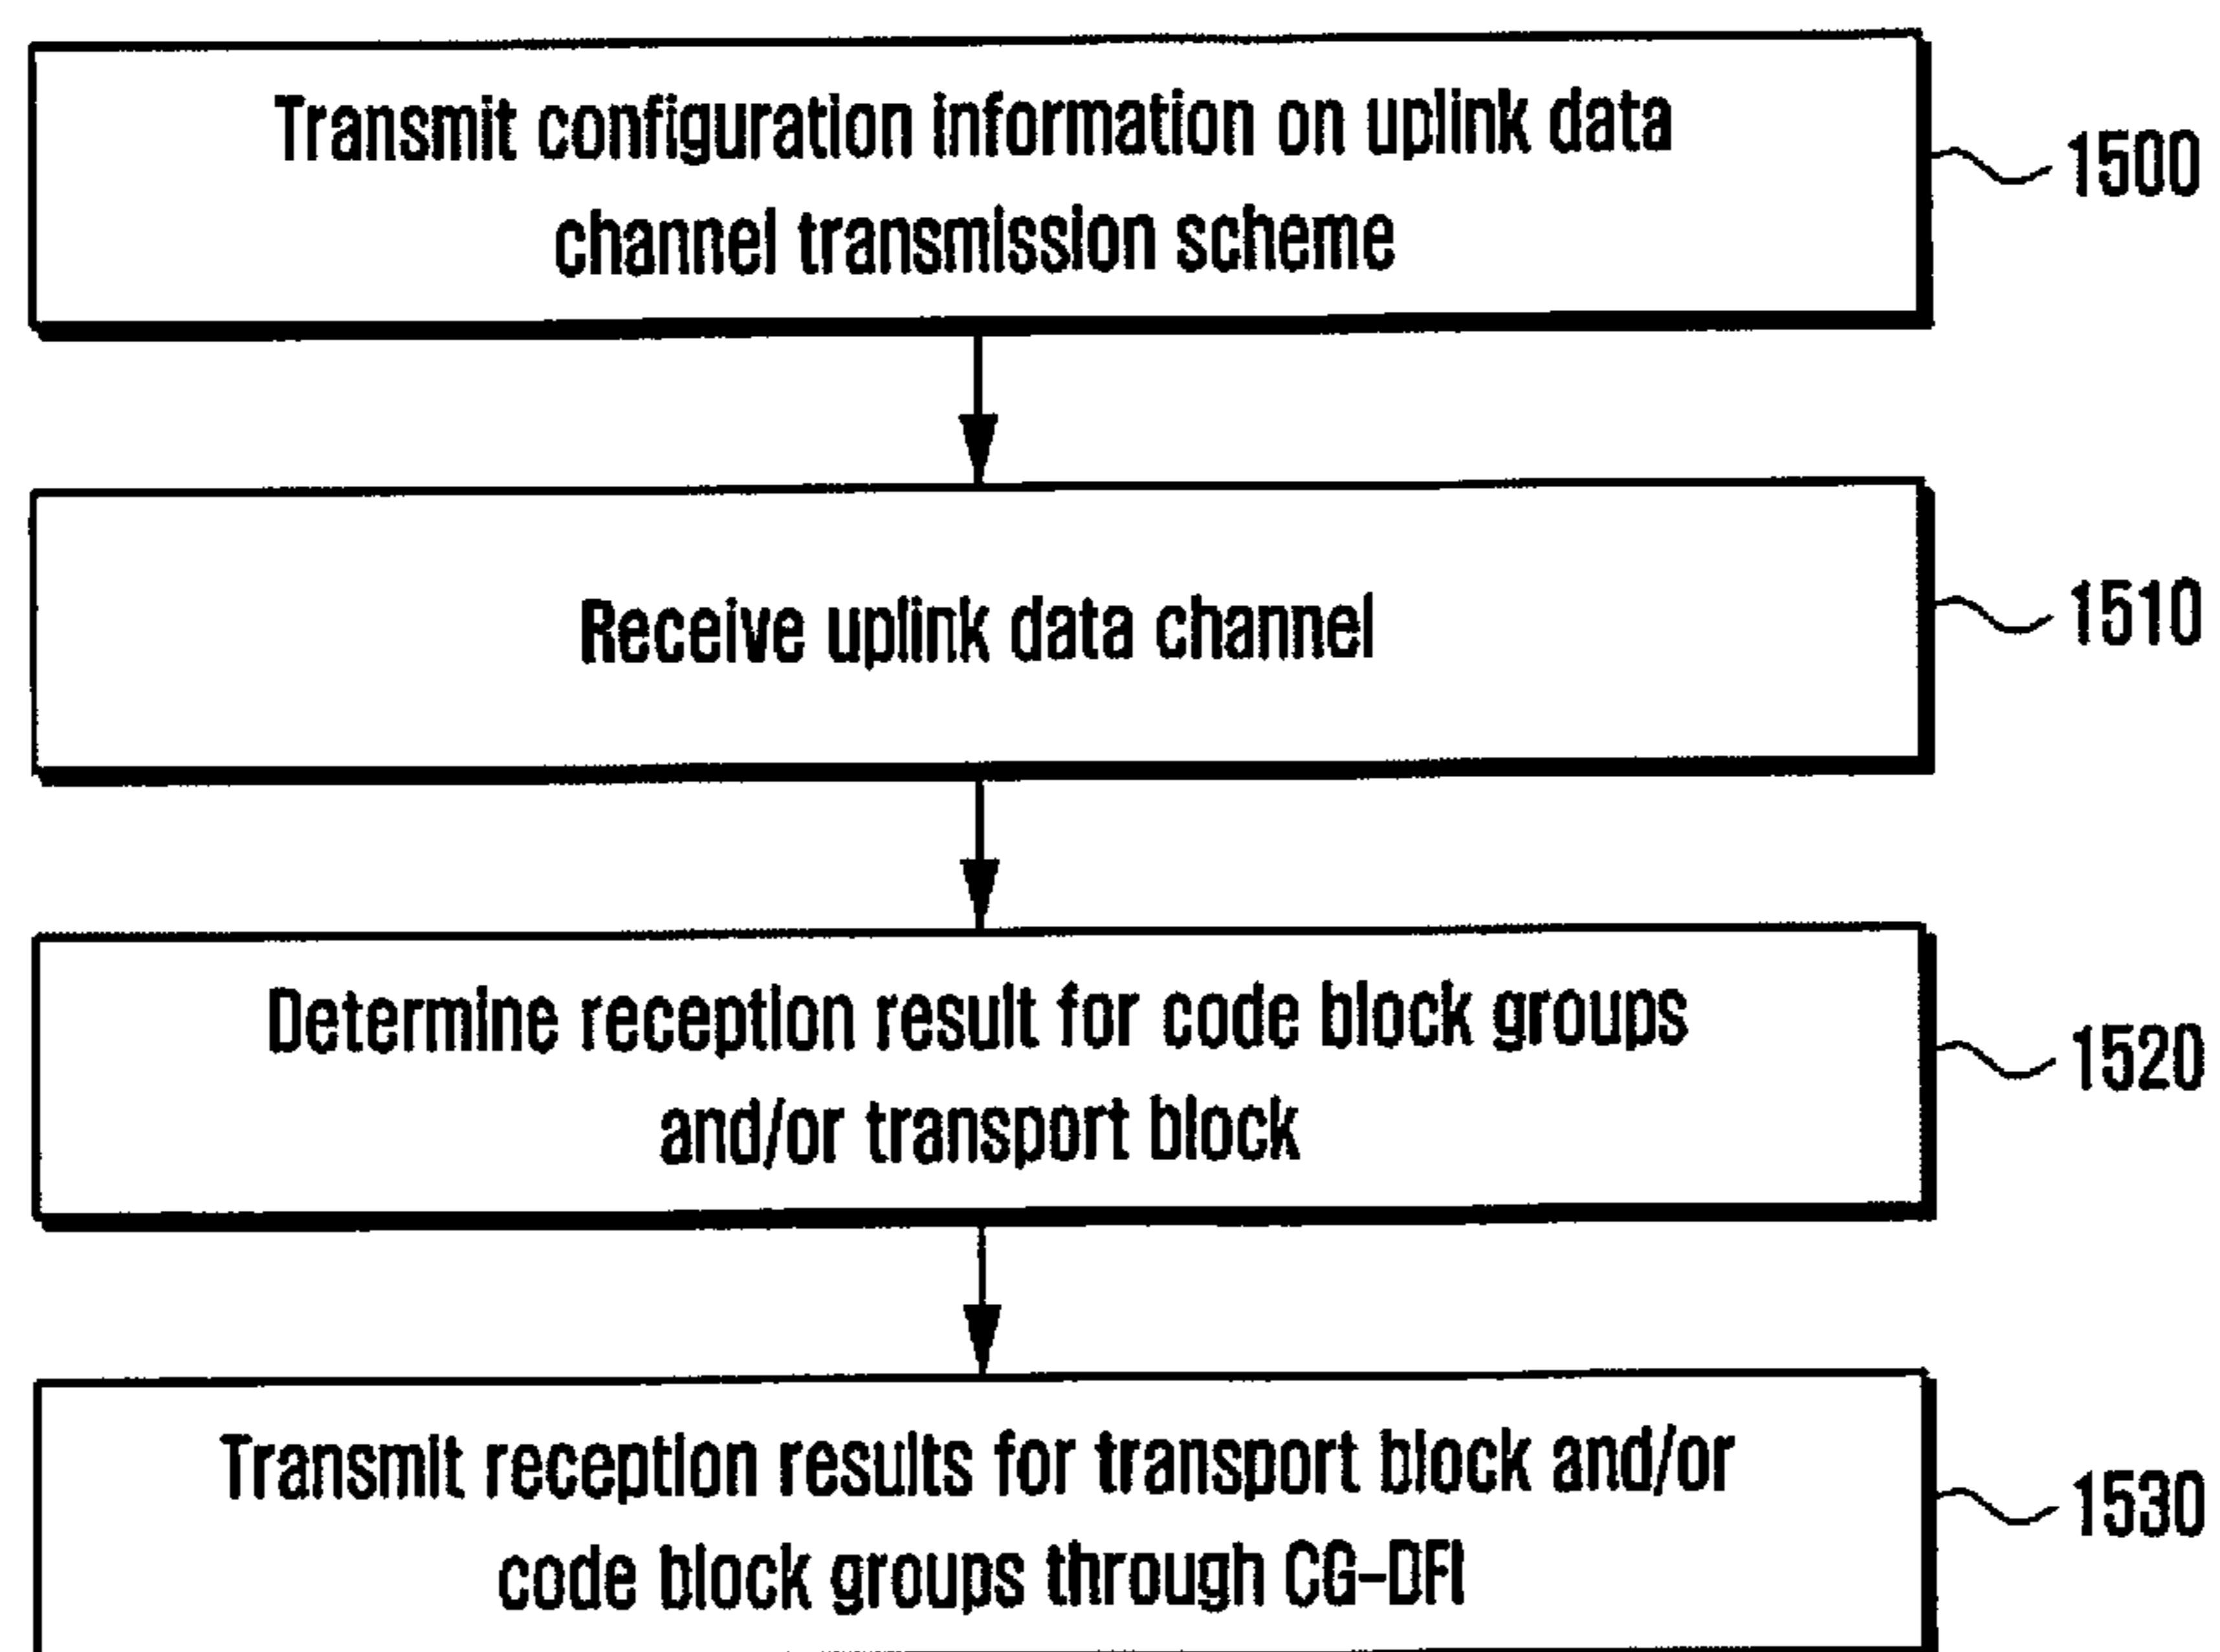 Transmit configuration information on uplink data
channel transmission scheme
1500
Receive uplink data channel
1510
Determine reception result for code block groups
and/or transport block
1520
Transmit reception results for transport block and/or
code block groups through CG-DFI
1530